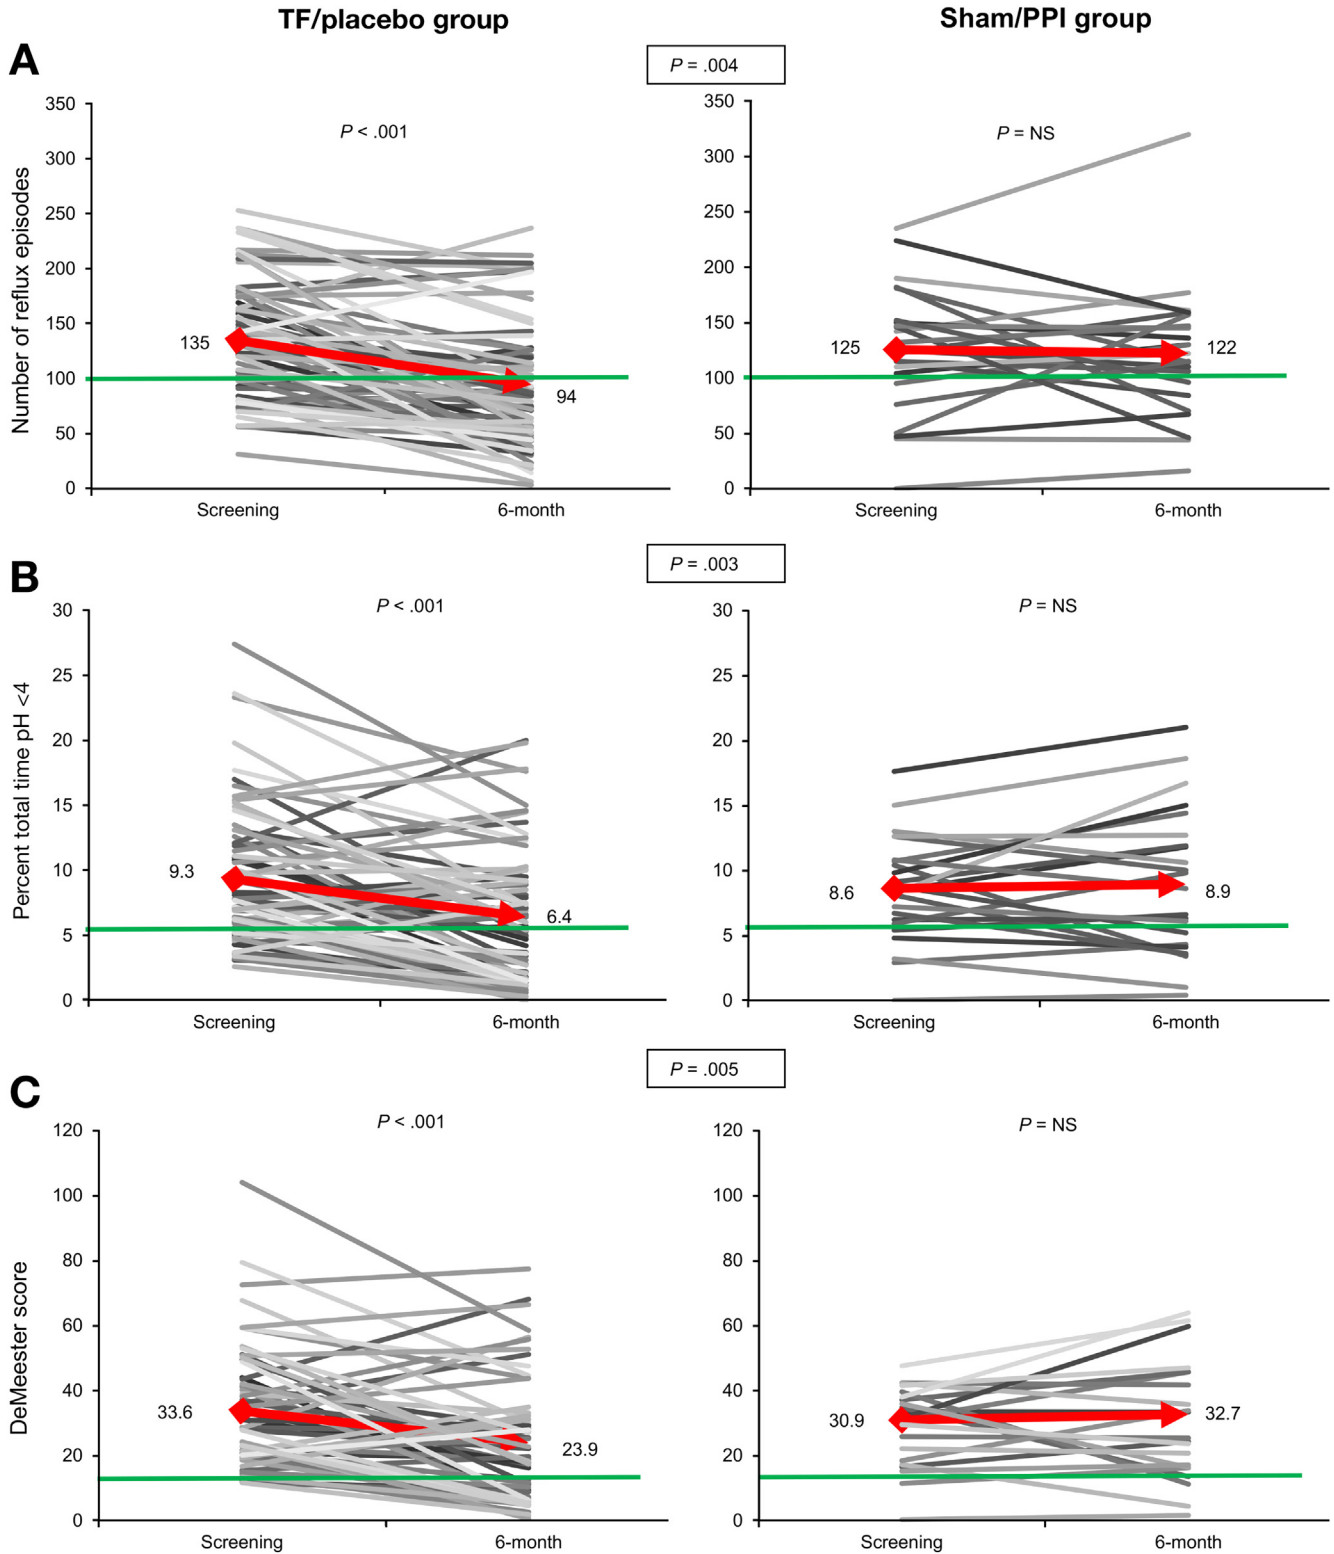 TF/placebo group
Sham/PPI group
A
P = .004
Number of reflux episodes
350
300
250
200
150
100
50
0
P < .001
135
94
Screening
6-month
350
300
250
200
150
100
50
0
P = NS
125
122
Screening
6-month
B
P = .003
Percent total time pH <4
30
25
20
15
10
5
0
P < .001
9.3
6.4
Screening
6-month
30
25
20
15
10
5
0
P = NS
8.6
8.9
Screening
6-month
C
P = .005
DeMeester score
120
100
80
60
40
20
0
P < .001
33.6
23.9
Screening
6-month
120
100
80
60
40
20
0
P = NS
30.9
32.7
Screening
6-month